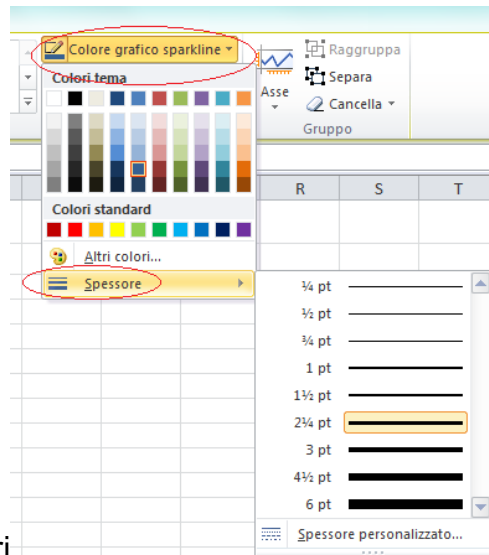 Colore grafico sparkline
Colori tema
Colori standard
Altri colori...
Spessore
Asse
Raggruppa
Separa
Cancella
Gruppo
R S T
¼ pt
½ pt
¾ pt
1 pt
1½ pt
2¼ pt
3 pt
4½ pt
6 pt
Spessore personalizzato...
ri